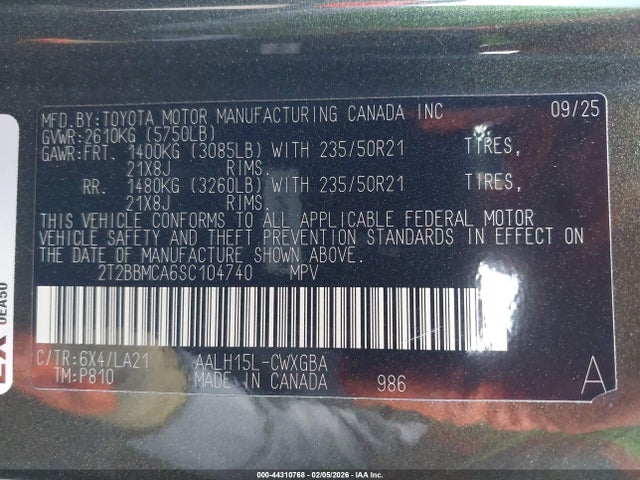 MFD.BY:TOYOTA MOTOR MANUFACTURING CANADA INC 09/25
GVWR:2610KG (5750LB)
GAWR:FRT. 1400KG (3085LB) WITH 235/50R21 TIRES,
21X8J RIMS.
RR. 1480KG (3260LB) WITH 235/50R21 TIRES,
21X8J RIMS.
THIS VEHICLE CONFORMS TO ALL APPLICABLE FEDERAL MOTOR
VEHICLE SAFETY AND THEFT PREVENTION STANDARDS IN EFFECT ON
THE DATE OF MANUFACTURE SHOWN ABOVE.
2T2BBMCA6SC104740 MPV
C/TR:6X4/LA21 AALH15L-CWXGBA
TM:P810 MADE IN CANADA 986 A
0EA50
000-44310768 - 02/05/2026 - IAA Inc.